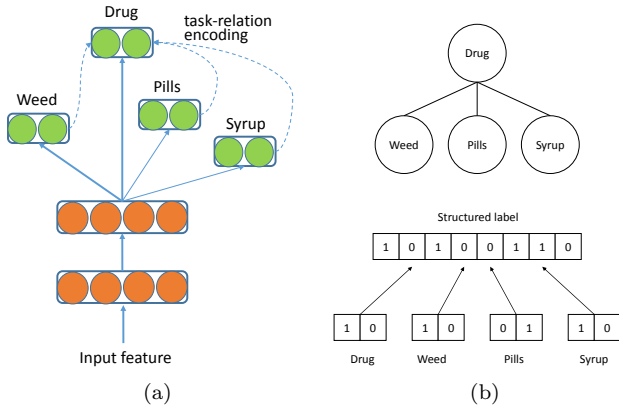 Drug
task-relation
encoding
Weed
Pills
Syrup
Input feature
(a)
Drug
Weed Pills Syrup
Structured label
1 0 1 0 0 1 1 0
1 0 1 0 0 1 1 0
Drug Weed Pills Syrup
(b)